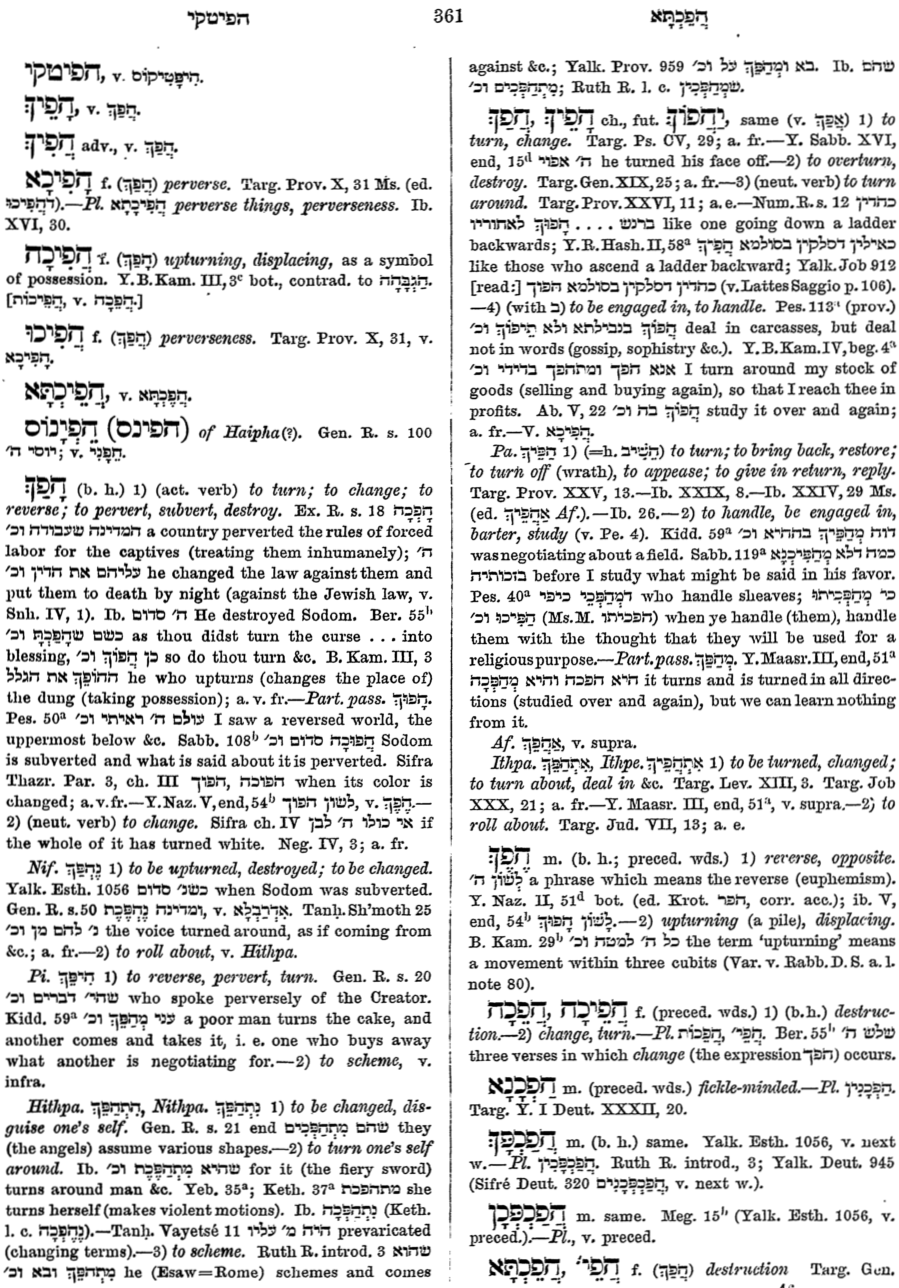 הפיטקי
361
הֲפֵכְתָּא
הפיטקי, v. הִיפְּטִיקוֹס.
הָפֵיךְ, v. הֲפַךְ.
הֲפִיךְ adv., v. הֲפַךְ.
הֲפִיכָא f. (הֲפַךְ) perverse. Targ. Prov. X, 31 Ms. (ed.
דהֲפִיכוּ).—Pl. הֲפִיכָתָא perverse things, perverseness. Ib.
XVI, 30.
הֲפִיכָה f. (הָפַךְ) upturning, displacing, as a symbol
of possession. Y. B. Kam. III, 3c bot., contrad. to הַגְבָּהָה.
[הֲפִיכוֹת, v. הֲפֵכָה.]
הֲפִיכוּ f. (הֲפַךְ) perverseness. Targ. Prov. X, 31, v.
הֲפִיכָא.
הֲפֵיכְתָּא, v. הֲפֶכְתָּא.
הֵפִינוֹס (הפינס) of Haipha(?). Gen. R. s. 100
יוסי ה׳; v. חֶפָנִי.
הָפַךְ (b. h.) 1) (act. verb) to turn; to change; to
reverse; to pervert, subvert, destroy. Ex. R. s. 18 הָפְכָה
המדינה שעבודה וכ׳ a country perverted the rules of forced
labor for the captives (treating them inhumanely); ה׳
עליהם את הדין וכ׳ he changed the law against them and
put them to death by night (against the Jewish law, v.
Snh. IV, 1). Ib. ה׳ סדום He destroyed Sodom. Ber. 55b
כשם שהָפַכְתָּ וכ׳ as thou didst turn the curse . . . into
blessing, כן הֲפוֹךְ וכ׳ so do thou turn &c. B. Kam. III, 3
ההוֹפֵךְ את הגלל he who upturns (changes the place of)
the dung (taking possession); a. v. fr.—Part. pass. הָפוּךְ.
Pes. 50a עולם ה׳ ראיתי וכ׳ I saw a reversed world, the
uppermost below &c. Sabb. 108b הֲפוּכָה סדום וכ׳ Sodom
is subverted and what is said about it is perverted. Sifra
Thazr. Par. 3, ch. III הפוכה, הפוך when its color is
changed; a. v. fr.—Y. Naz. V, end, 54b לשון הפוך, v. הֶפֶךְ.—
2) (neut. verb) to change. Sifra ch. IV אי כולו ה׳ לבן if
the whole of it has turned white. Neg. IV, 3; a. fr.
Nif. נֶהְפַּךְ 1) to be upturned, destroyed; to be changed.
Yalk. Esth. 1056 כשנ׳ סדום when Sodom was subverted.
Gen. R. s. 50 ומדינה נֶהְפֶּכֶת, v. אַדְרַבְלָא. Tanḥ. Sh'moth 25
נ׳ להם מן וכ׳ the voice turned around, as if coming from
&c.; a. fr.—2) to roll about, v. Hithpa.
Pi. הִיפֵּךְ 1) to reverse, pervert, turn. Gen. R. s. 20
שהי׳ דברים וכ׳ who spoke perversely of the Creator.
Kidd. 59a עני מְהַפֵּךְ וכ׳ a poor man turns the cake, and
another comes and takes it, i. e. one who buys away
what another is negotiating for.—2) to scheme, v.
infra.
Hithpa. הִתְהַפֵּךְ, Nithpa. נִתְהַפֵּךְ 1) to be changed, dis-
guise one's self. Gen. R. s. 21 end שהם מִתְהַפְּכִים they
(the angels) assume various shapes.—2) to turn one's self
around. Ib. שהיא מִתְהַפֶּכֶת וכ׳ for it (the fiery sword)
turns around man &c. Yeb. 35a; Keth. 37a מתהפכת she
turns herself (makes violent motions). Ib. נִתְהַפְּכָה (Keth.
l. c. נֶהֶפְכָה).—Tanḥ. Vayetsé 11 היה מ׳ עליו prevaricated
(changing terms).—3) to scheme. Ruth R. introd. 3 שהוא
מִתְהַפֵּךְ ובא וכ׳ he (Esaw=Rome) schemes and comes
against &c.; Yalk. Prov. 959 בא ומְהַפֵּךְ על וכ׳. Ib. שהם
מִתְהַפְּכִים וכ׳; Ruth R. l. c. שמְהַפְּכִין.
הֲפַךְ, הָפֵיךְ ch., fut. יַהֲפוֹךְ, same (v. אֲפַךְ) 1) to
turn, change. Targ. Ps. CV, 29; a. fr.—Y. Sabb. XVI,
end, 15d ה׳ אפוי he turned his face off.—2) to overturn,
destroy. Targ. Gen. XIX, 25; a. fr.—3) (neut. verb) to turn
around. Targ. Prov. XXVI, 11; a. e.—Num. R. s. 12 כהדין
ברנש .... הפוּךְ לאחוריו like one going down a ladder
backwards; Y. R. Hash. II, 58a כאילין דסלקין בסולמא הֲפִיךְ
like those who ascend a ladder backward; Yalk. Job 912
[read:] כהדין דסלקין בסולמא הפוך (v. Lattes Saggio p. 106).
—4) (with ב) to be engaged in, to handle. Pes. 113a (prov.)
הֲפוֹךְ בנבילתא ולא תֵיפוֹךְ וכ׳ deal in carcasses, but deal
not in words (gossip, sophistry &c.). Y. B. Kam. IV, beg. 4a
אנא הפך ומתהפך בדידי וכ׳ I turn around my stock of
goods (selling and buying again), so that I reach thee in
profits. Ab. V, 22 הֲפוֹךְ בה וכ׳ study it over and again;
a. fr.—V. הֲפִיכָא.
Pa. הַפֵּיךְ 1) (=h. הֵשִׁיב) to turn; to bring back, restore;
to turn off (wrath), to appease; to give in return, reply.
Targ. Prov. XXV, 13.—Ib. XXIX, 8.—Ib. XXIV, 29 Ms.
(ed. אֲהַפֵּיךְ Af.).—Ib. 26.—2) to handle, be engaged in,
barter, study (v. Pe. 4). Kidd. 59a הוה מְהַפֵּיךְ בההיא וכ׳
was negotiating about a field. Sabb. 119a כמה דלא מְהַפֵּיכְנָא
בזכותיה before I study what might be said in his favor.
Pes. 40a דמְהַפְּכֵי כיפי who handle sheaves; כי מְהַפְּכִיתוּ
הַפִּיכוּ וכ׳ (Ms. M. הפכיתו) when ye handle (them), handle
them with the thought that they will be used for a
religious purpose.—Part. pass. מְהַפַּךְ. Y. Maasr. III, end, 51a
היא הפכה והיא מְהַפְּכָה it turns and is turned in all direc-
tions (studied over and again), but we can learn nothing
from it.
Af. אַהֲפֵךְ, v. supra.
Ithpa. אִתְהַפַּךְ, Ithpe. אִתְהֲפֵיךְ 1) to be turned, changed;
to turn about, deal in &c. Targ. Lev. XIII, 3. Targ. Job
XXX, 21; a. fr.—Y. Maasr. III, end, 51a, v. supra.—2) to
roll about. Targ. Jud. VII, 13; a. e.
הֶפֶךְ m. (b. h.; preced. wds.) 1) reverse, opposite.
לְשׁוֹן ה׳ a phrase which means the reverse (euphemism).
Y. Naz. II, 51d bot. (ed. Krot. הפר, corr. acc.); ib. V,
end, 54b לָשׁוֹן הָפוּךְ.—2) upturning (a pile), displacing.
B. Kam. 29b כל ה׳ למטה וכ׳ the term 'upturning' means
a movement within three cubits (Var. v. Rabb. D. S. a. l.
note 80).
הֲפִיכָה, הֲפֵכָה f. (preced. wds.) 1) (b. h.) destruc-
tion.—2) change, turn.—Pl. הֲפֵכוֹת, הֲפֵי׳. Ber. 55b שלש ה׳
three verses in which change (the expression הפך) occurs.
הַפְכָנָא m. (preced. wds.) fickle-minded.—Pl. הַפְכָנִין.
Targ. Y. I Deut. XXXII, 20.
הֲפַכְפַּךְ m. (b. h.) same. Yalk. Esth. 1056, v. next
w.—Pl. הֲפַכְפְּכִין. Ruth R. introd., 3; Yalk. Deut. 945
(Sifré Deut. 320 הֲפַכְפְּכָנִים, v. next w.).
הֲפַכְפְּכָן m. same. Meg. 15b (Yalk. Esth. 1056, v.
preced.).—Pl., v. preced.
הֲפֵכְתָּא, הֲפֵי׳ f. (הֲפַךְ) destruction Targ. Gen.